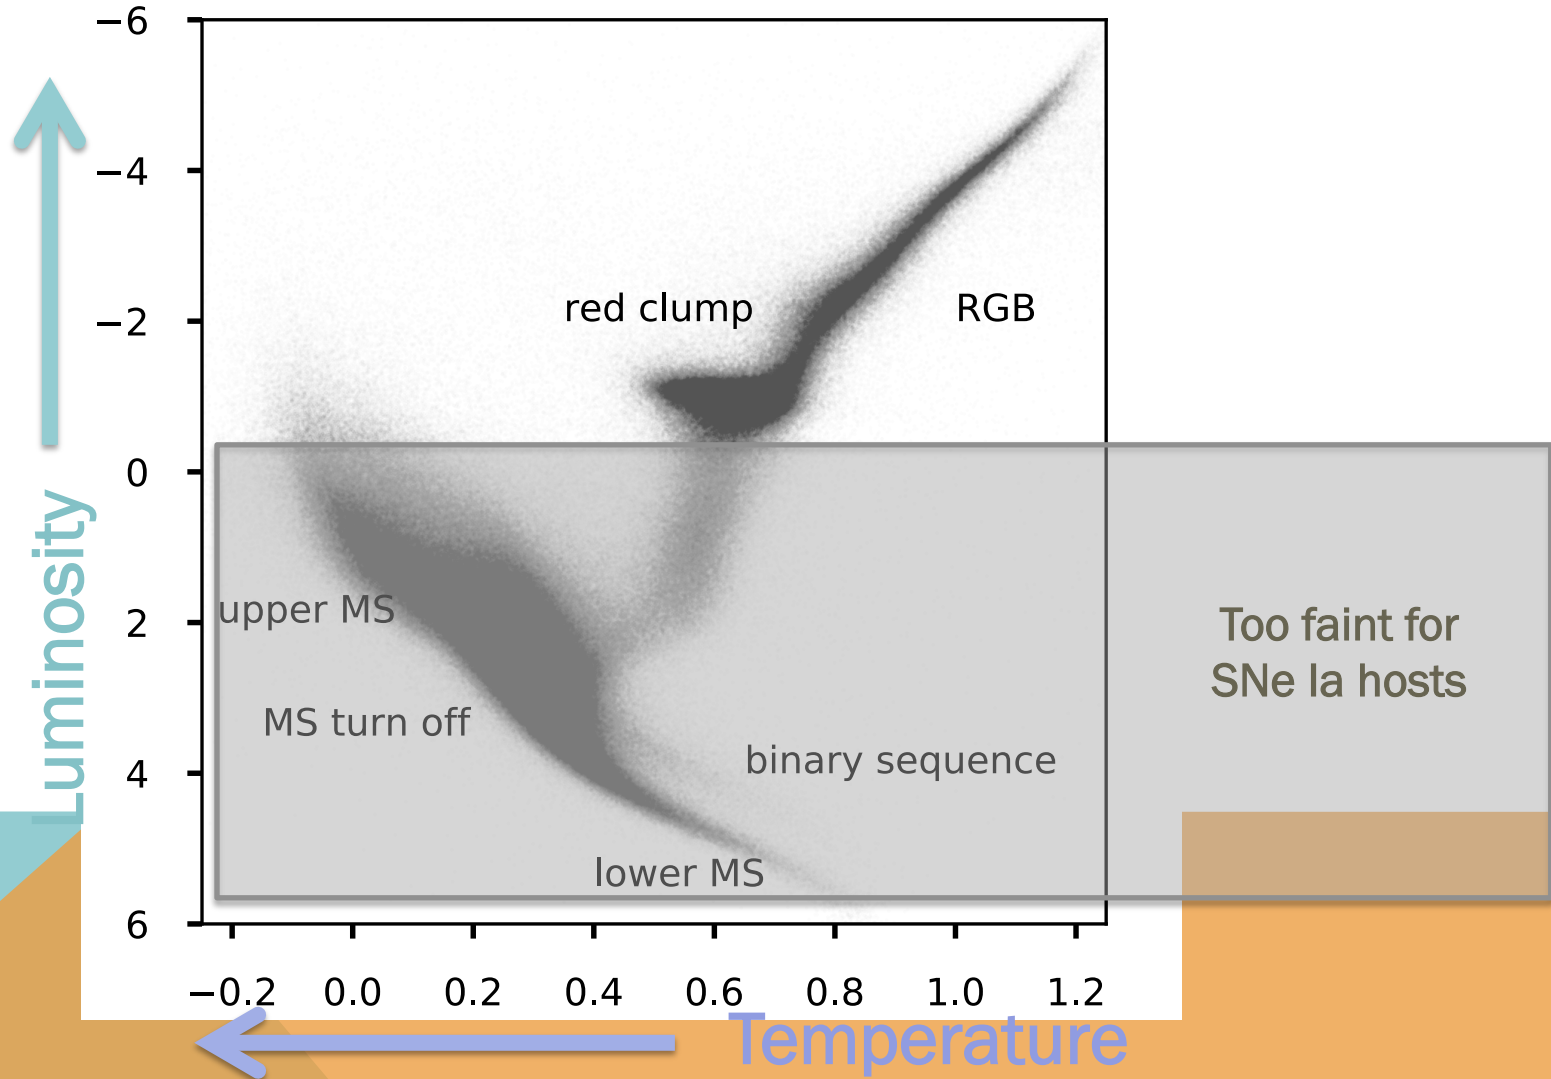 −6
−4
−2
0
2
4
6
Luminosity
red clump
RGB
upper MS
MS turn off
binary sequence
lower MS
Too faint for
SNe Ia hosts
−0.2 0.0 0.2 0.4 0.6 0.8 1.0 1.2
Temperature